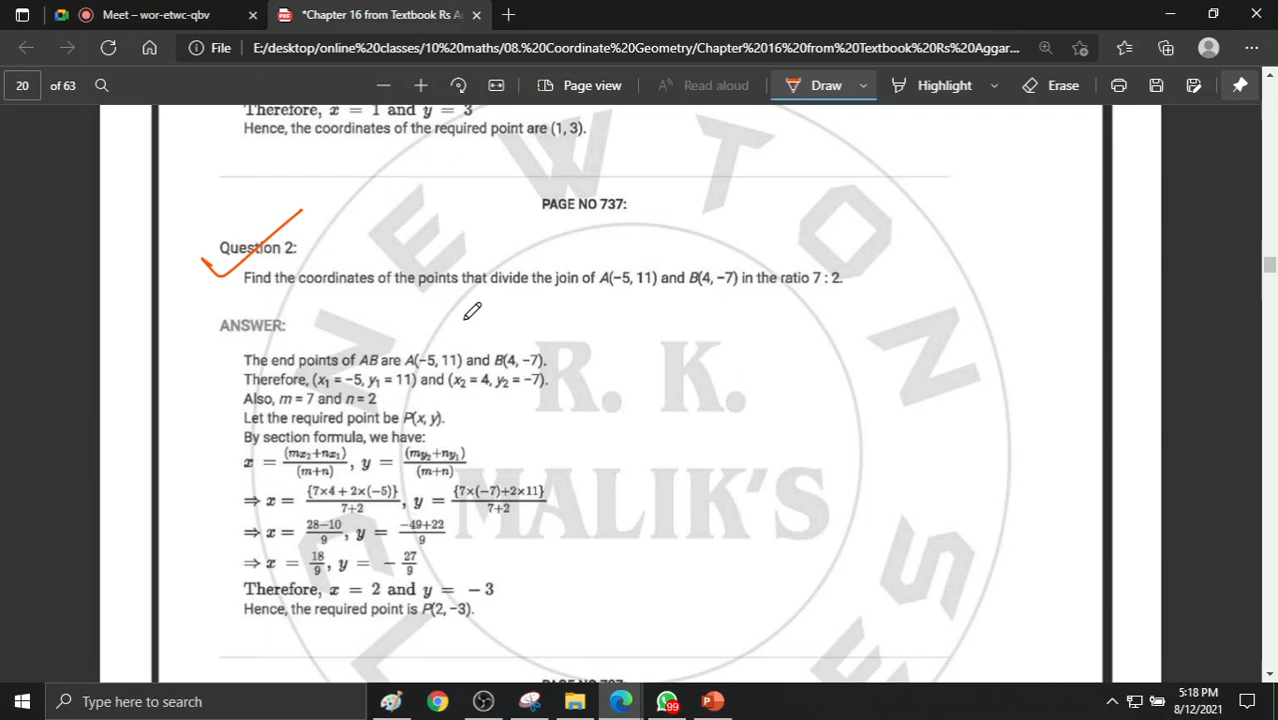 Meet – wor-etwc-qbv
*Chapter 16 from Textbook Rs Ag
File
E:/desktop/online%20classes/10%20maths/08.%20Coordinate%20Geometry/Chapter%2016%20from%20Textbook%20Rs%20Aggar...
20 of 63
Page view
Read aloud
Draw
Highlight
Erase
Therefore, x = 1 and y = 3
Hence, the coordinates of the required point are (1, 3).
PAGE NO 737:
Question 2:
Find the coordinates of the points that divide the join of A(−5, 11) and B(4, −7) in the ratio 7 : 2.
ANSWER:
The end points of AB are A(−5, 11) and B(4, −7).
Therefore, (x₁ = −5, y₁ = 11) and (x₂ = 4, y₂ = −7).
Also, m = 7 and n = 2
Let the required point be P(x, y).
By section formula, we have:
x = (mx₂+nx₁)/(m+n), y = (my₂+ny₁)/(m+n)
⇒ x = {7×4 + 2×(−5)}/7+2, y = {7×(−7)+2×11}/7+2
⇒ x = 28−10/9, y = −49+22/9
⇒ x = 18/9, y = − 27/9
Therefore, x = 2 and y = − 3
Hence, the required point is P(2, −3).
NEWTON
R. K.
MALIK'S
Type here to search
99
5:18 PM
8/12/2021